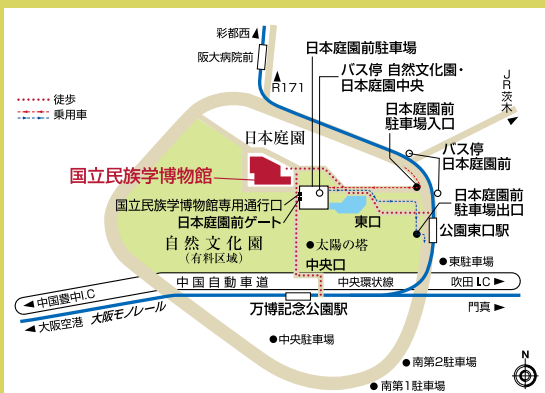 彩都西
阪大病院前
日本庭園前駐車場
バス停 自然文化園・
日本庭園中央
R171
JR茨木
徒歩
乗用車
日本庭園前
駐車場入口
日本庭園
バス停
日本庭園前
国立民族学博物館
国立民族学博物館専用通行口
日本庭園前ゲート
日本庭園前
駐車場出口
東口
公園東口駅
自然文化園
(有料区域)
太陽の塔
中央口
東駐車場
中国自動車道
中央環状線
吹田I.C
中国豊中I.C
万博記念公園駅
門真
大阪空港
大阪モノレール
中央駐車場
南第2駐車場
南第1駐車場
N